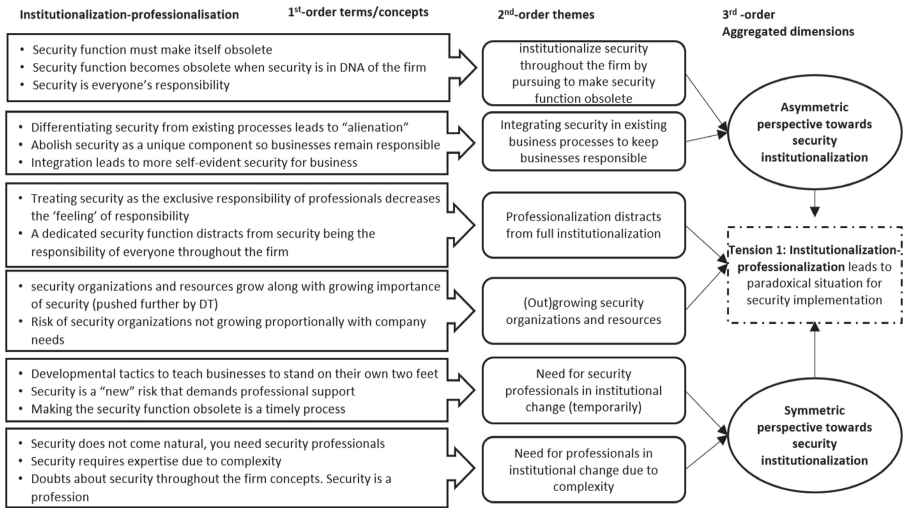 Institutionalization-professionalisation
1st-order terms/concepts
2nd-order themes
3rd -order
Aggregated dimensions
• Security function must make itself obsolete
• Security function becomes obsolete when security is in DNA of the firm
• Security is everyone's responsibility
institutionalize security
throughout the firm by
pursuing to make security
function obsolete
• Differentiating security from existing processes leads to "alienation"
• Abolish security as a unique component so businesses remain responsible
• Integration leads to more self-evident security for business
Integrating security in existing
business processes to keep
businesses responsible
Asymmetric
perspective towards
security
institutionalization
• Treating security as the exclusive responsibility of professionals decreases
the 'feeling' of responsibility
• A dedicated security function distracts from security being the
responsibility of everyone throughout the firm
Professionalization distracts
from full institutionalization
• security organizations and resources grow along with growing importance
of security (pushed further by DT)
• Risk of security organizations not growing proportionally with company
needs
(Out)growing security
organizations and resources
Tension 1: Institutionalization-
professionalization leads to
paradoxical situation for
security implementation
• Developmental tactics to teach businesses to stand on their own two feet
• Security is a "new" risk that demands professional support
• Making the security function obsolete is a timely process
Need for security
professionals in institutional
change (temporarily)
• Security does not come natural, you need security professionals
• Security requires expertise due to complexity
• Doubts about security throughout the firm concepts. Security is a
profession
Need for professionals in
institutional change due to
complexity
Symmetric
perspective towards
security
institutionalization